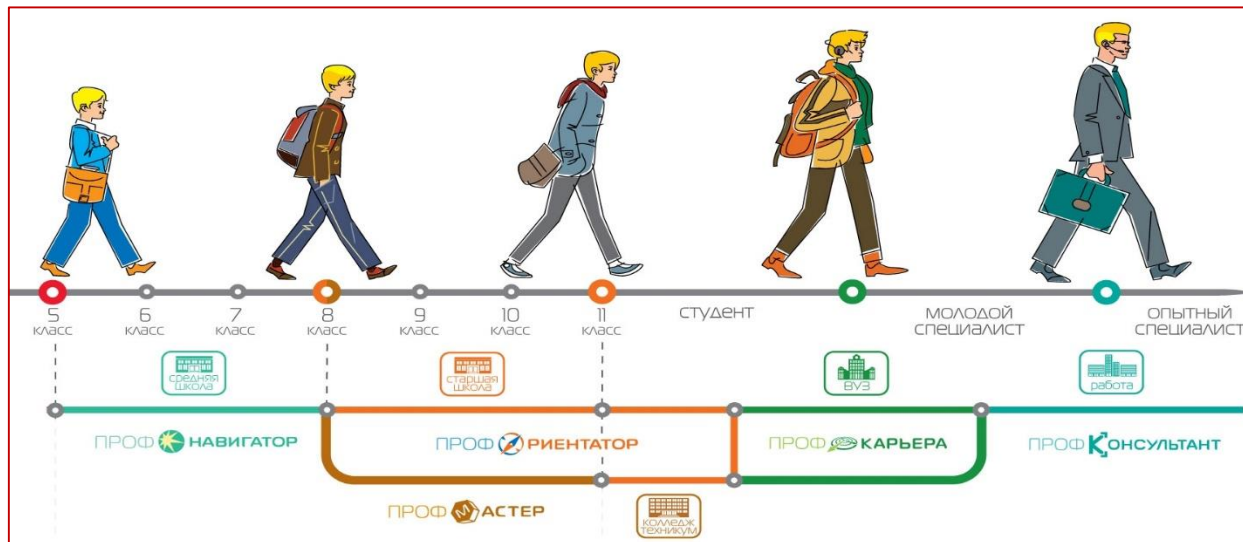 5
класс
6
класс
7
класс
8
класс
9
класс
10
класс
11
класс
студент
молодой
специалист
опытный
специалист
средняя
школа
старшая
школа
ВУЗ
работа
ПРОФ НАВИГАТОР
ПРОФ ОРИЕНТАТОР
ПРОФ КАРЬЕРА
ПРОФ КОНСУЛЬТАНТ
ПРОФ МАСТЕР
колледж
техникум